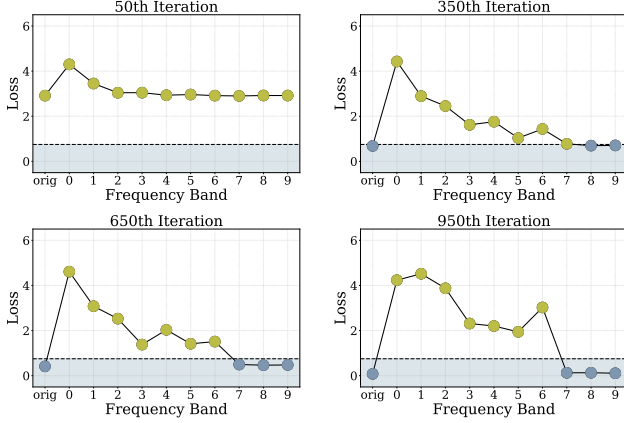 50th Iteration
6
4
2
0
Loss
orig 0 1 2 3 4 5 6 7 8 9
Frequency Band
350th Iteration
6
4
2
0
Loss
orig 0 1 2 3 4 5 6 7 8 9
Frequency Band
650th Iteration
6
4
2
0
Loss
orig 0 1 2 3 4 5 6 7 8 9
Frequency Band
950th Iteration
6
4
2
0
Loss
orig 0 1 2 3 4 5 6 7 8 9
Frequency Band